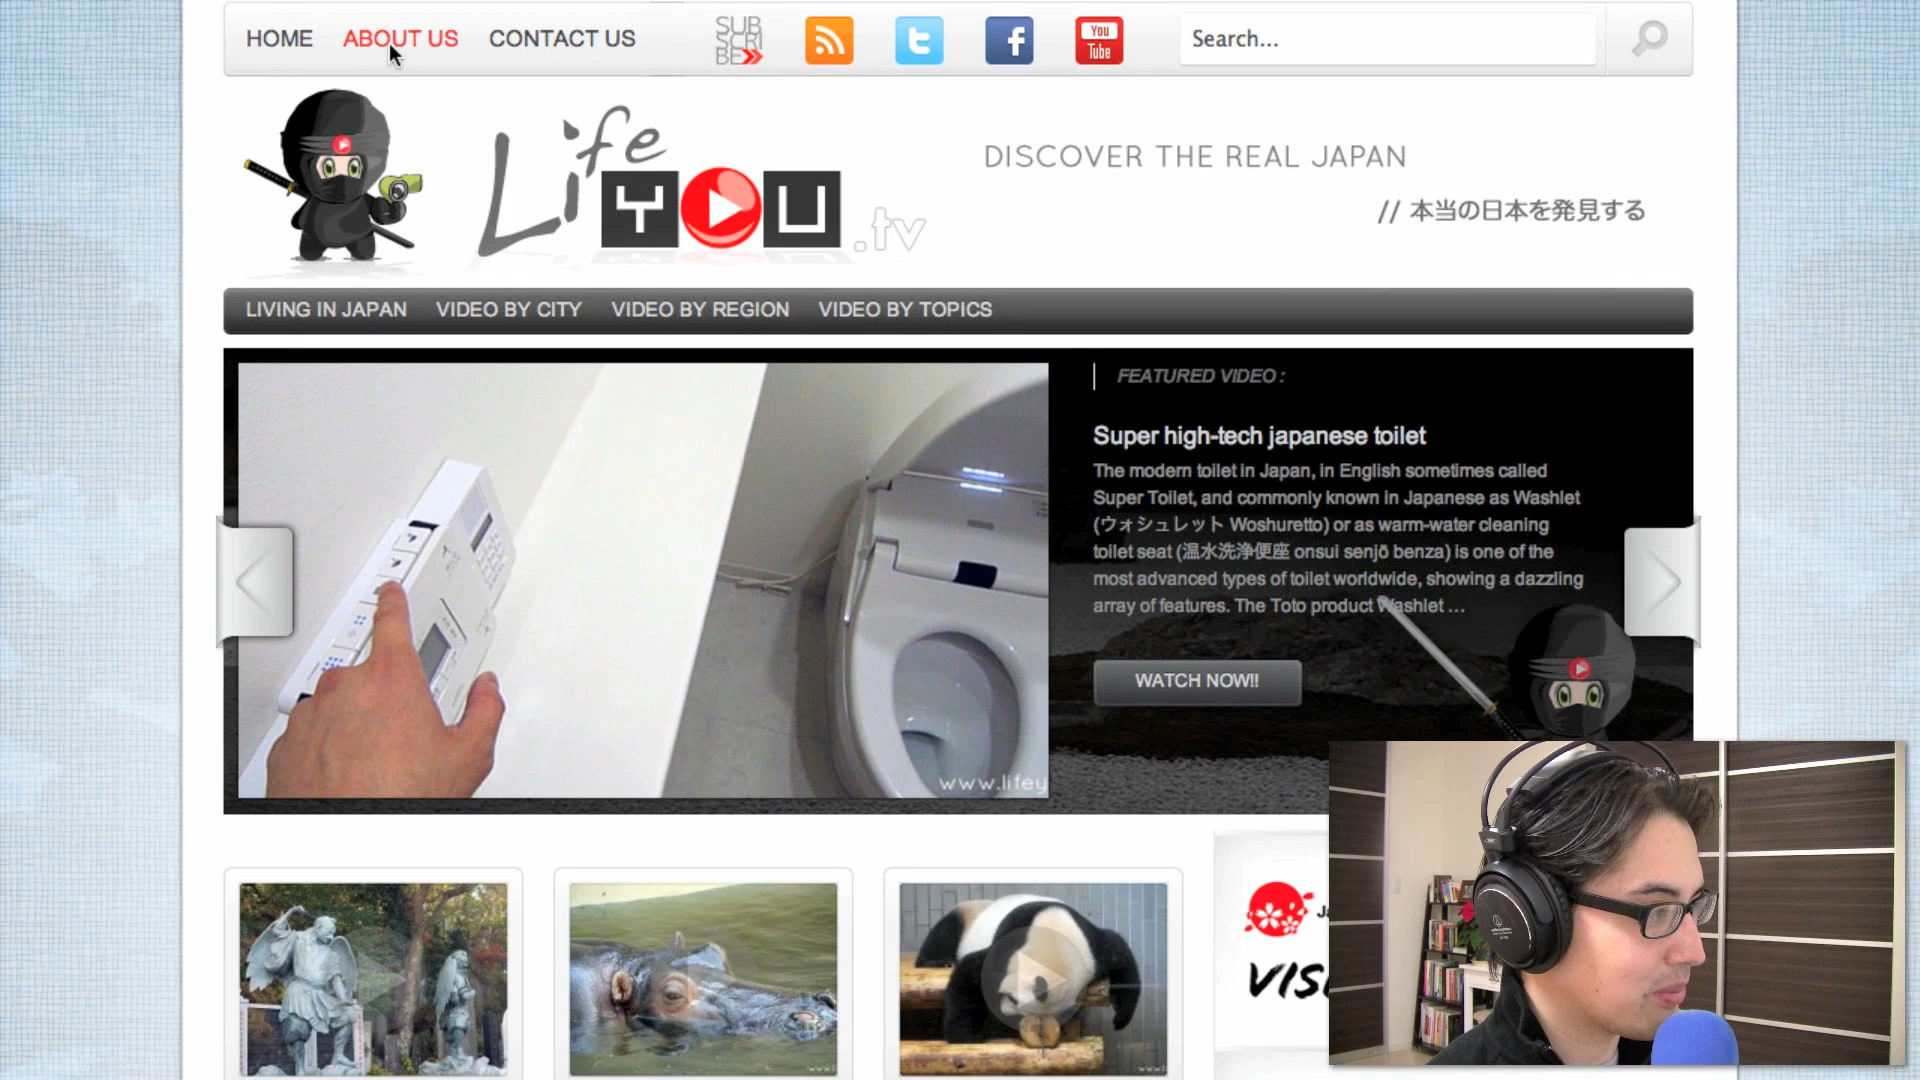 HOME ABOUT US CONTACT US
SUB
SCRI
BE
You
Tube
Search...
Life
YOU.tv
DISCOVER THE REAL JAPAN
// 本当の日本を発見する
LIVING IN JAPAN VIDEO BY CITY VIDEO BY REGION VIDEO BY TOPICS
FEATURED VIDEO :
Super high-tech japanese toilet
The modern toilet in Japan, in English sometimes called
Super Toilet, and commonly known in Japanese as Washlet
(ウォシュレット Woshuretto) or as warm-water cleaning
toilet seat (温水洗浄便座 onsui senjō benza) is one of the
most advanced types of toilet worldwide, showing a dazzling
array of features. The Toto product Washlet ...
WATCH NOW!!
www.lifey